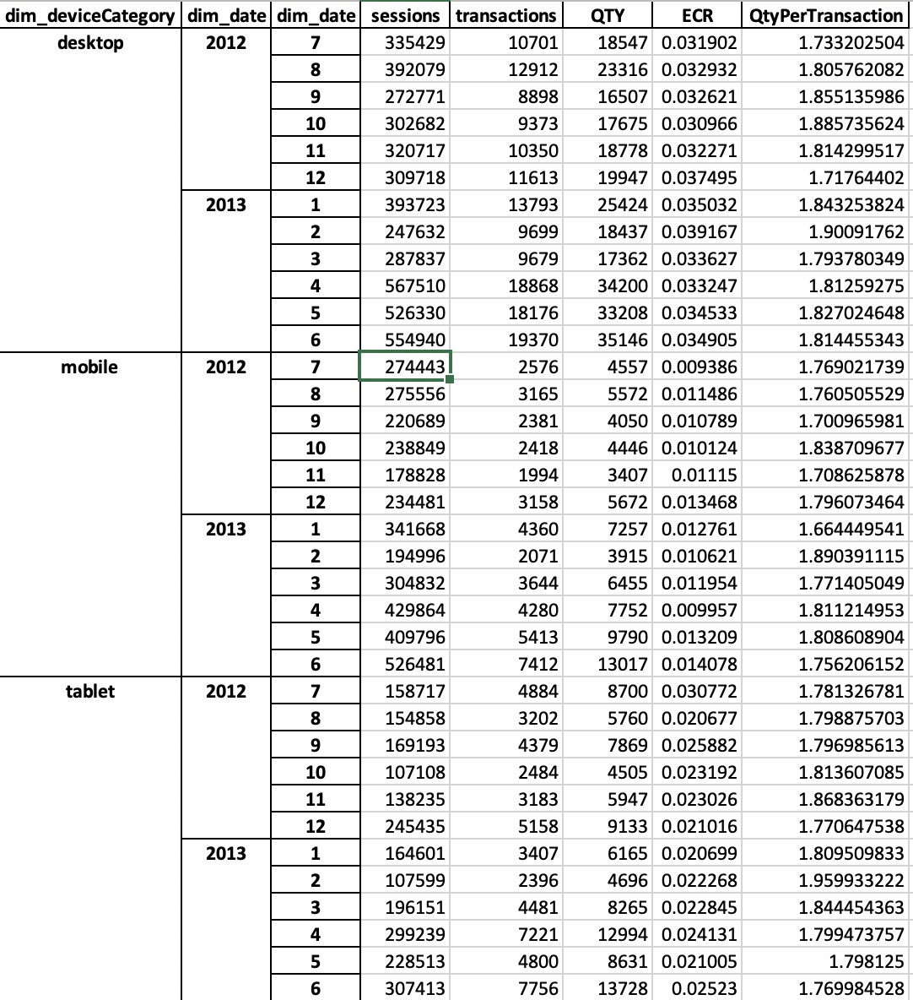 dim_deviceCategory dim_date dim_date sessions transactions QTY ECR QtyPerTransaction
desktop 2012 7 335429 10701 18547 0.031902 1.733202504
8 392079 12912 23316 0.032932 1.805762082
9 272771 8898 16507 0.032621 1.855135986
10 302682 9373 17675 0.030966 1.885735624
11 320717 10350 18778 0.032271 1.814299517
12 309718 11613 19947 0.037495 1.71764402
2013 1 393723 13793 25424 0.035032 1.843253824
2 247632 9699 18437 0.039167 1.90091762
3 287837 9679 17362 0.033627 1.793780349
4 567510 18868 34200 0.033247 1.81259275
5 526330 18176 33208 0.034533 1.827024648
6 554940 19370 35146 0.034905 1.814455343
mobile 2012 7 274443 2576 4557 0.009386 1.769021739
8 275556 3165 5572 0.011486 1.760505529
9 220689 2381 4050 0.010789 1.700965981
10 238849 2418 4446 0.010124 1.838709677
11 178828 1994 3407 0.01115 1.708625878
12 234481 3158 5672 0.013468 1.796073464
2013 1 341668 4360 7257 0.012761 1.664449541
2 194996 2071 3915 0.010621 1.890391115
3 304832 3644 6455 0.011954 1.771405049
4 429864 4280 7752 0.009957 1.811214953
5 409796 5413 9790 0.013209 1.808608904
6 526481 7412 13017 0.014078 1.756206152
tablet 2012 7 158717 4884 8700 0.030772 1.781326781
8 154858 3202 5760 0.020677 1.798875703
9 169193 4379 7869 0.025882 1.796985613
10 107108 2484 4505 0.023192 1.813607085
11 138235 3183 5947 0.023026 1.868363179
12 245435 5158 9133 0.021016 1.770647538
2013 1 164601 3407 6165 0.020699 1.809509833
2 107599 2396 4696 0.022268 1.959933222
3 196151 4481 8265 0.022845 1.844454363
4 299239 7221 12994 0.024131 1.799473757
5 228513 4800 8631 0.021005 1.798125
6 307413 7756 13728 0.02523 1.769984528